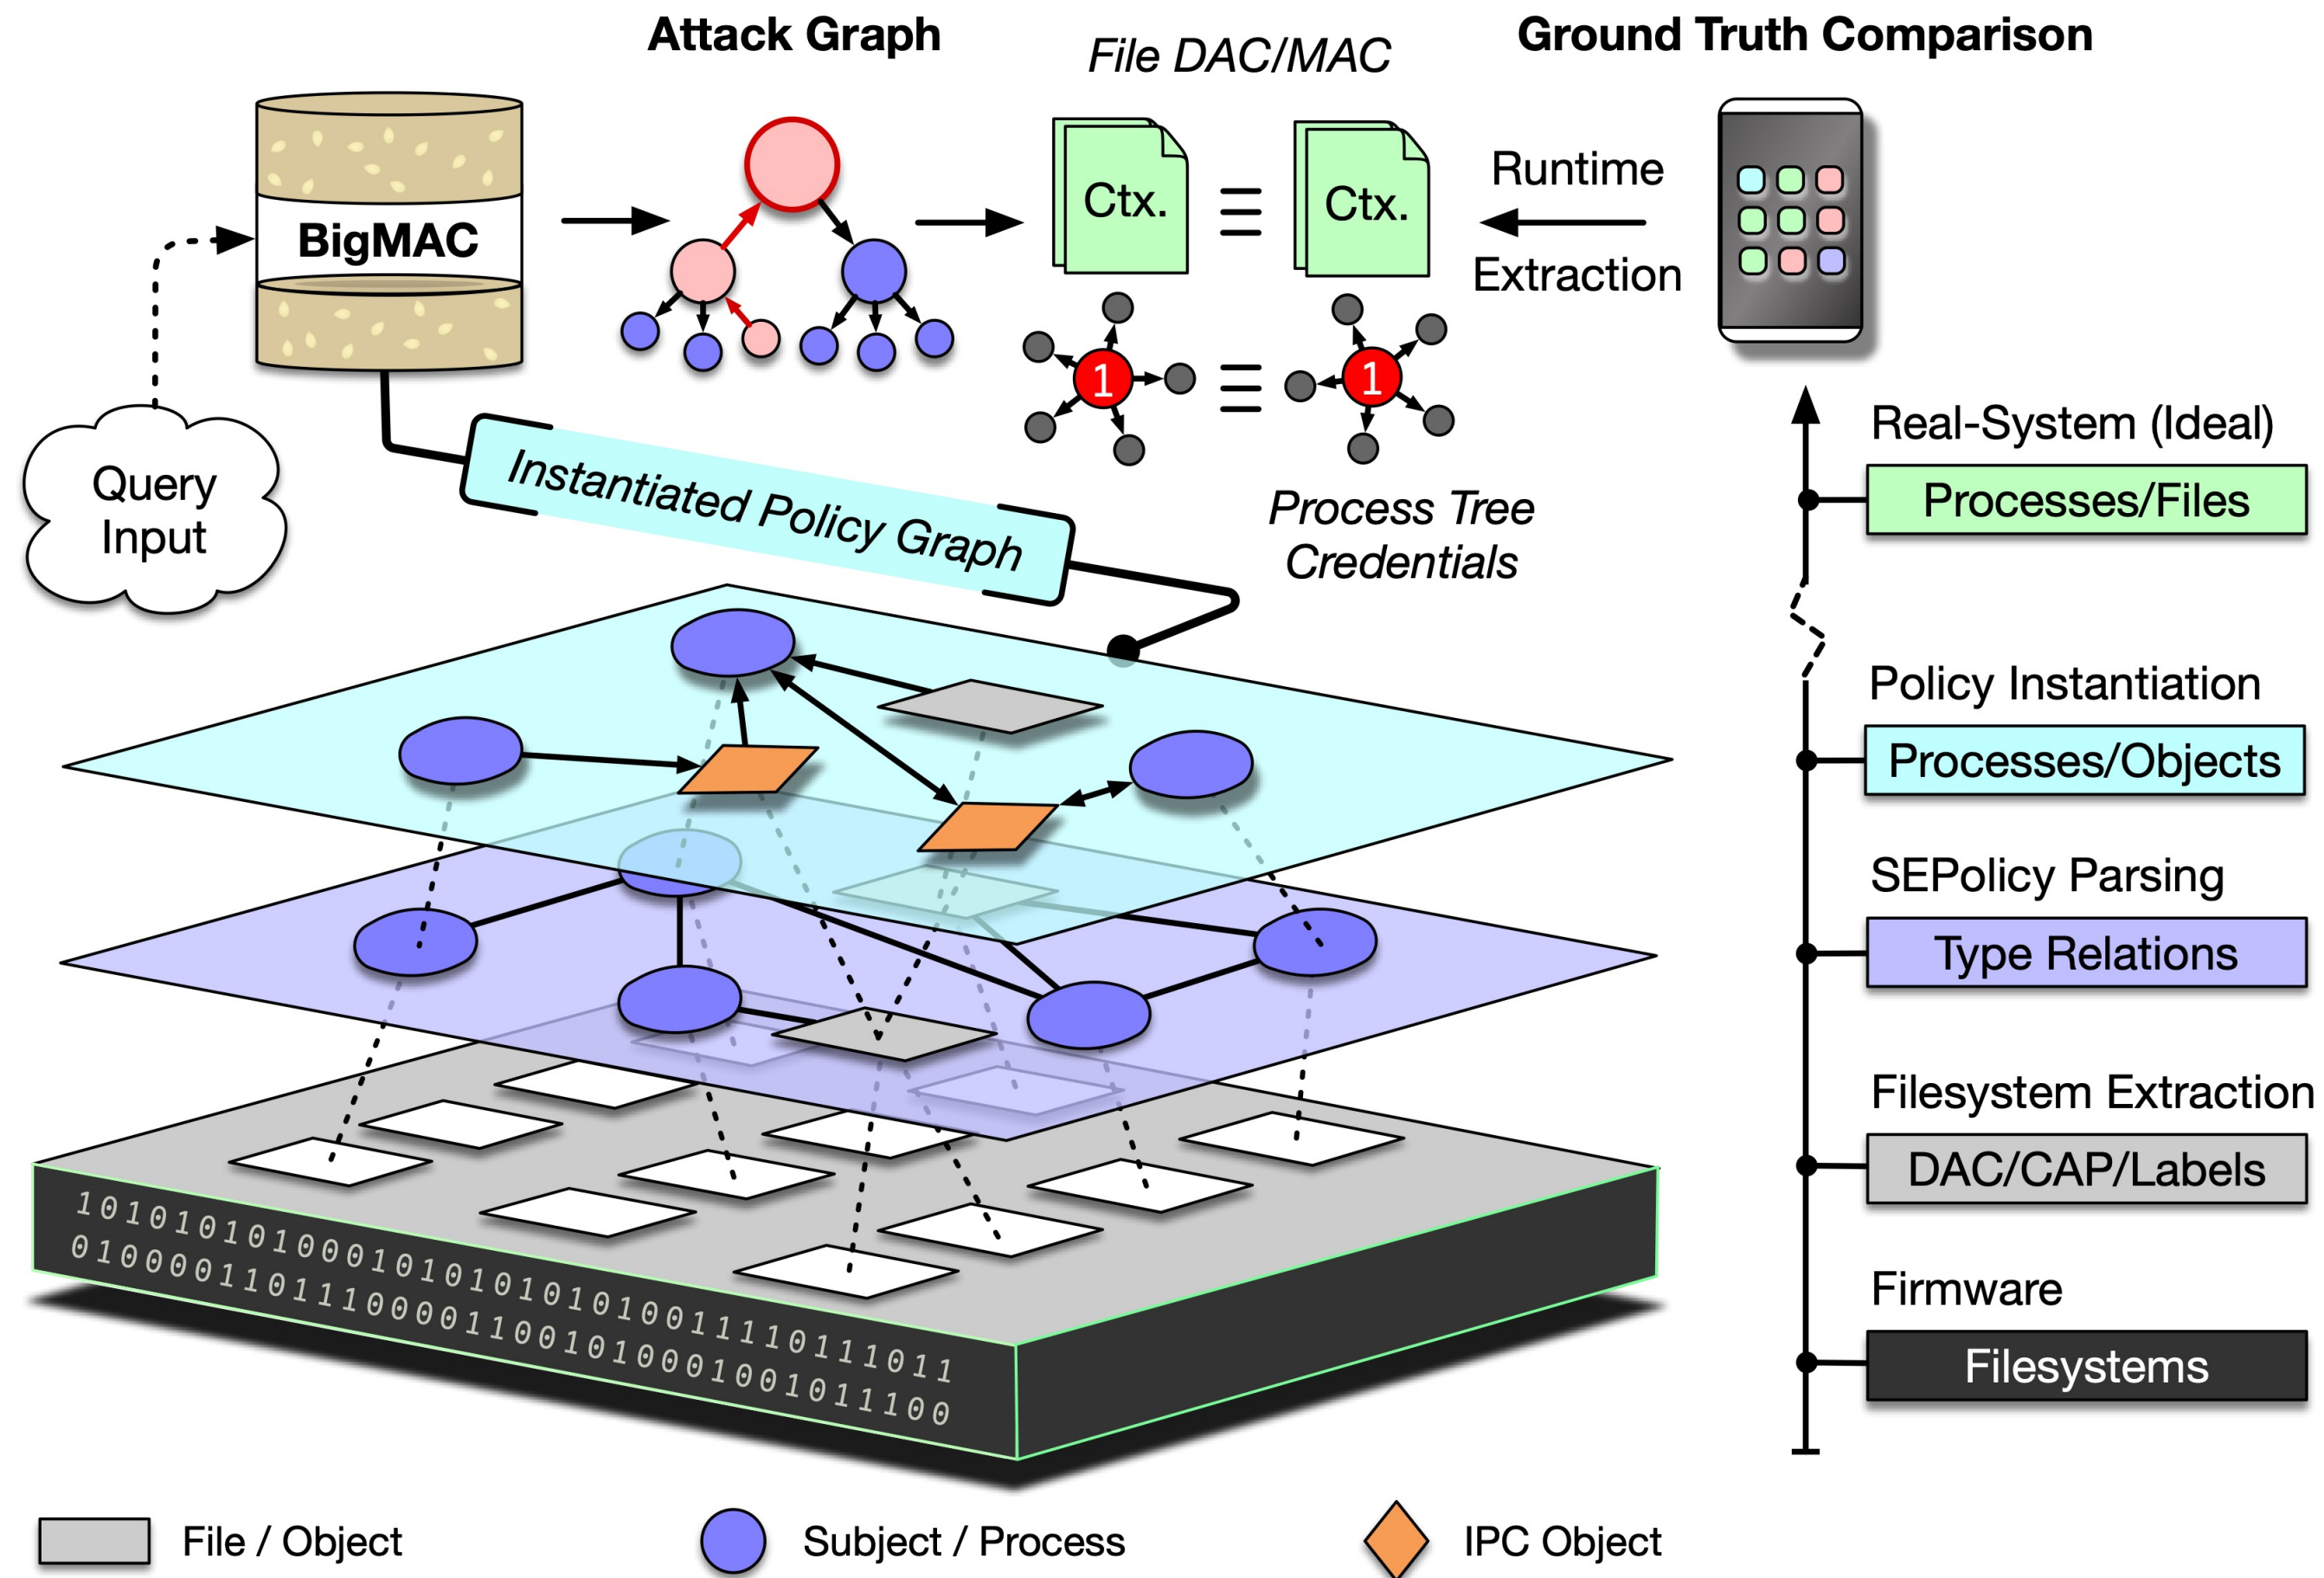 Attack Graph
File DAC/MAC
Ground Truth Comparison
BigMAC
Ctx.
Ctx.
Runtime
Extraction
1
1
Query
Input
Instantiated Policy Graph
Process Tree
Credentials
Real-System (Ideal)
Processes/Files
Policy Instantiation
Processes/Objects
SEPolicy Parsing
Type Relations
Filesystem Extraction
DAC/CAP/Labels
Firmware
Filesystems
101010101000101010101010011110111011
010000110111000011001010001001011100
File / Object
Subject / Process
IPC Object